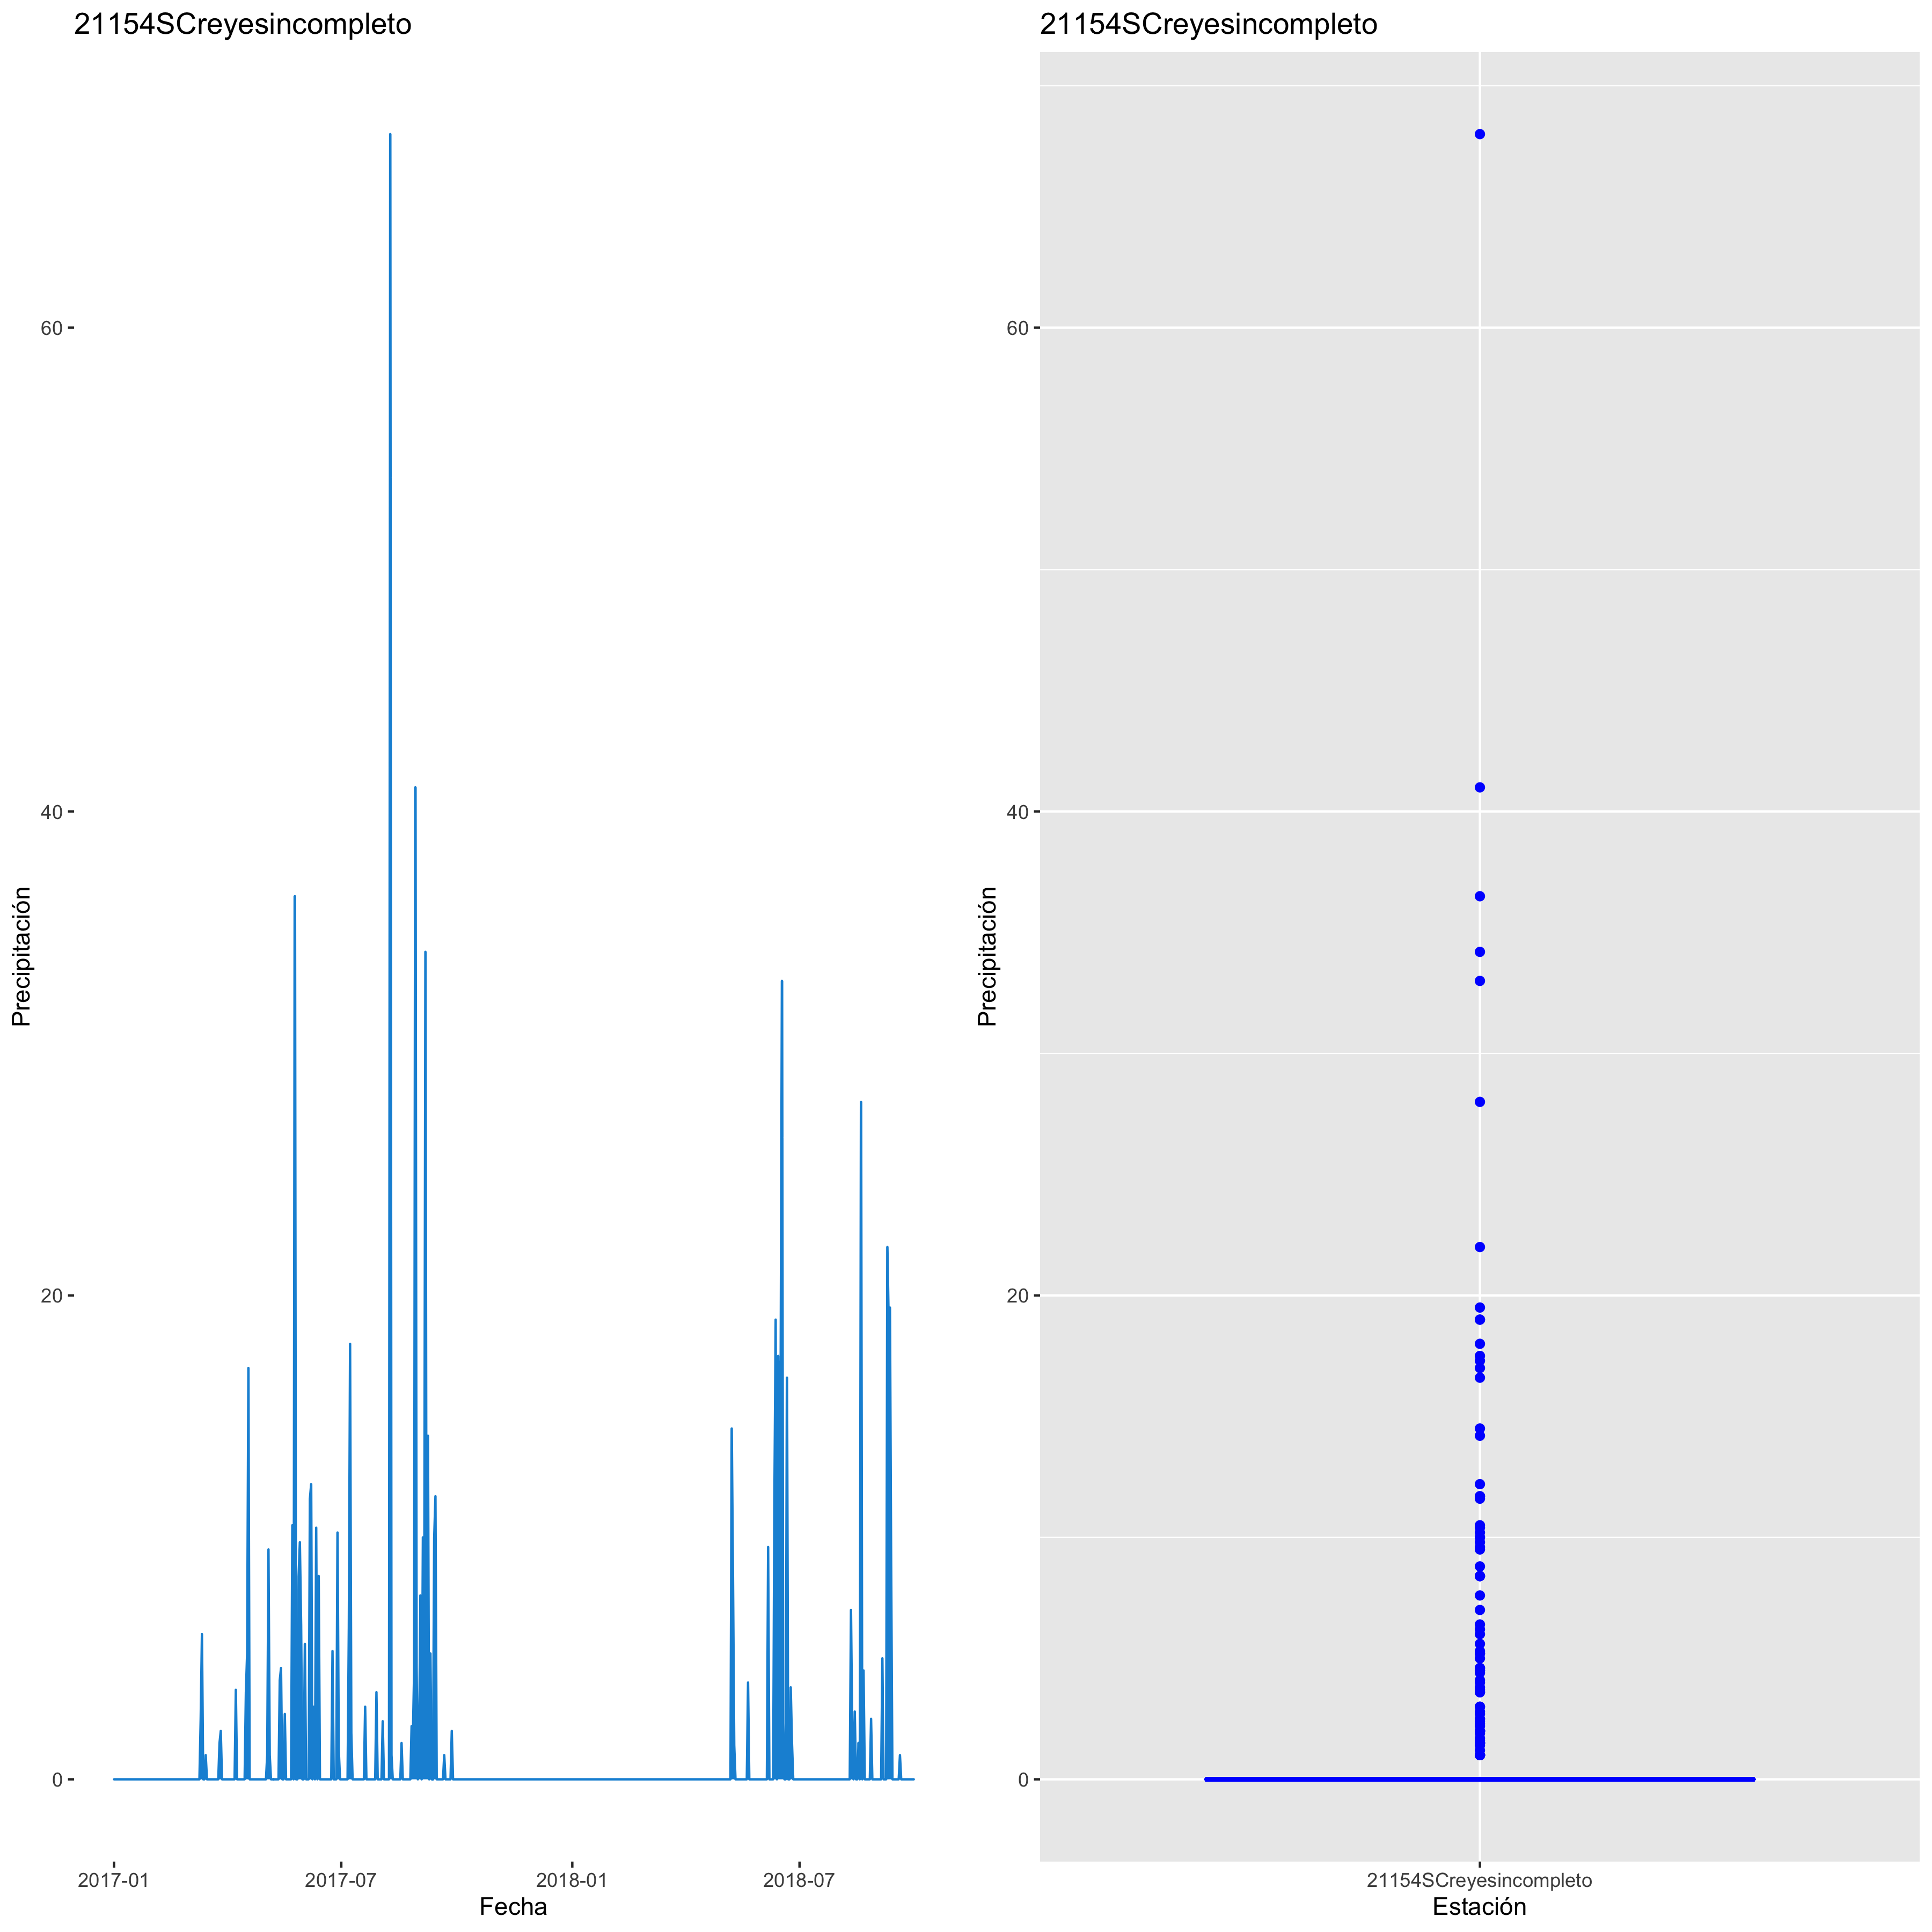 21154SCreyesincompleto
Precipitación
60
40
20
0
2017-01 2017-07 2018-01 2018-07
Fecha
21154SCreyesincompleto
Precipitación
60
40
20
0
21154SCreyesincompleto
Estación